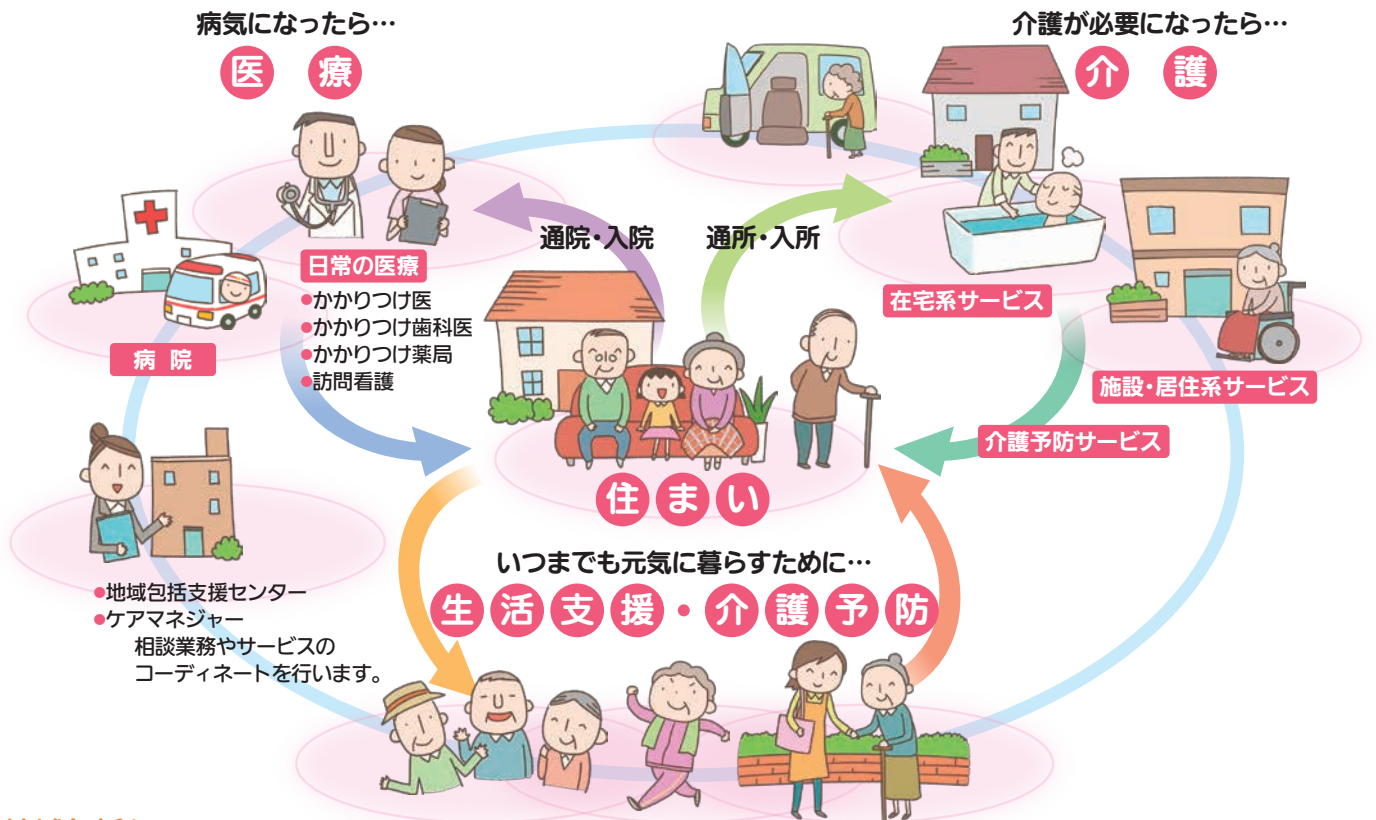 病気になったら…
医療
介護が必要になったら…
介護
通院・入院
通所・入所
日常の医療
●かかりつけ医
●かかりつけ歯科医
●かかりつけ薬局
●訪問看護
病院
在宅系サービス
施設・居住系サービス
介護予防サービス
住まい
●地域包括支援センター
●ケアマネジャー
相談業務やサービスの
コーディネートを行います。
いつまでも元気に暮らすために…
生活支援・介護予防